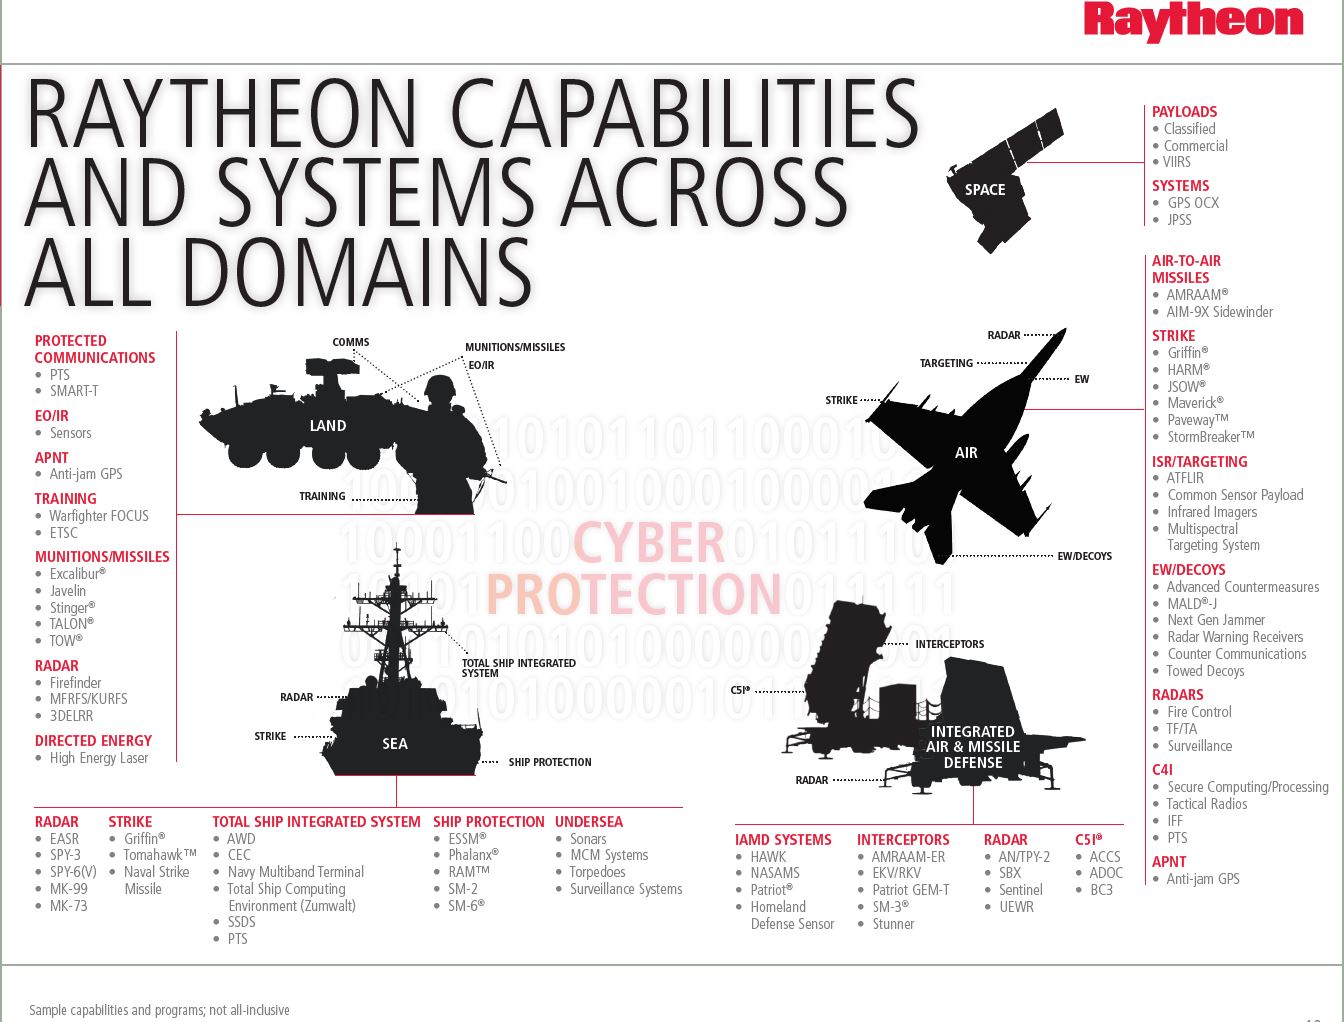 Raytheon
RAYTHEON CAPABILITIES
AND SYSTEMS ACROSS
ALL DOMAINS
SPACE
PAYLOADS
• Classified
• Commercial
• VIIRS
SYSTEMS
• GPS OCX
• JPSS
PROTECTED
COMMUNICATIONS
• PTS
• SMART-T
EO/IR
• Sensors
APNT
• Anti-jam GPS
TRAINING
• Warfighter FOCUS
• ETSC
MUNITIONS/MISSILES
• Excalibur®
• Javelin
• Stinger®
• TALON®
• TOW®
RADAR
• Firefinder
• MFRFS/KURFS
• 3DELRR
DIRECTED ENERGY
• High Energy Laser
COMMS
MUNITIONS/MISSILES
EO/IR
LAND
TRAINING
RADAR
TARGETING
EW
STRIKE
AIR
EW/DECOYS
AIR-TO-AIR
MISSILES
• AMRAAM®
• AIM-9X Sidewinder
STRIKE
• Griffin®
• HARM®
• JSOW®
• Maverick®
• Paveway™
• StormBreaker™
ISR/TARGETING
• ATFLIR
• Common Sensor Payload
• Infrared Imagers
• Multispectral
Targeting System
EW/DECOYS
• Advanced Countermeasures
• MALD®-J
• Next Gen Jammer
• Radar Warning Receivers
• Counter Communications
• Towed Decoys
RADARS
• Fire Control
• TF/TA
• Surveillance
C4I
• Secure Computing/Processing
• Tactical Radios
• IFF
• PTS
APNT
• Anti-jam GPS
CYBER
PROTECTION
TOTAL SHIP INTEGRATED
SYSTEM
RADAR
STRIKE
SEA
SHIP PROTECTION
INTERCEPTORS
C5I®
INTEGRATED
AIR & MISSILE
DEFENSE
RADAR
RADAR
• EASR
• SPY-3
• SPY-6(V)
• MK-99
• MK-73
STRIKE
• Griffin®
• Tomahawk™
• Naval Strike
Missile
TOTAL SHIP INTEGRATED SYSTEM
• AWD
• CEC
• Navy Multiband Terminal
• Total Ship Computing
Environment (Zumwalt)
• SSDS
• PTS
SHIP PROTECTION
• ESSM®
• Phalanx®
• RAM™
• SM-2
• SM-6®
UNDERSEA
• Sonars
• MCM Systems
• Torpedoes
• Surveillance Systems
IAMD SYSTEMS
• HAWK
• NASAMS
• Patriot®
• Homeland
Defense Sensor
INTERCEPTORS
• AMRAAM-ER
• EKV/RKV
• Patriot GEM-T
• SM-3®
• Stunner
RADAR
• AN/TPY-2
• SBX
• Sentinel
• UEWR
C5I®
• ACCS
• ADOC
• BC3
Sample capabilities and programs; not all-inclusive